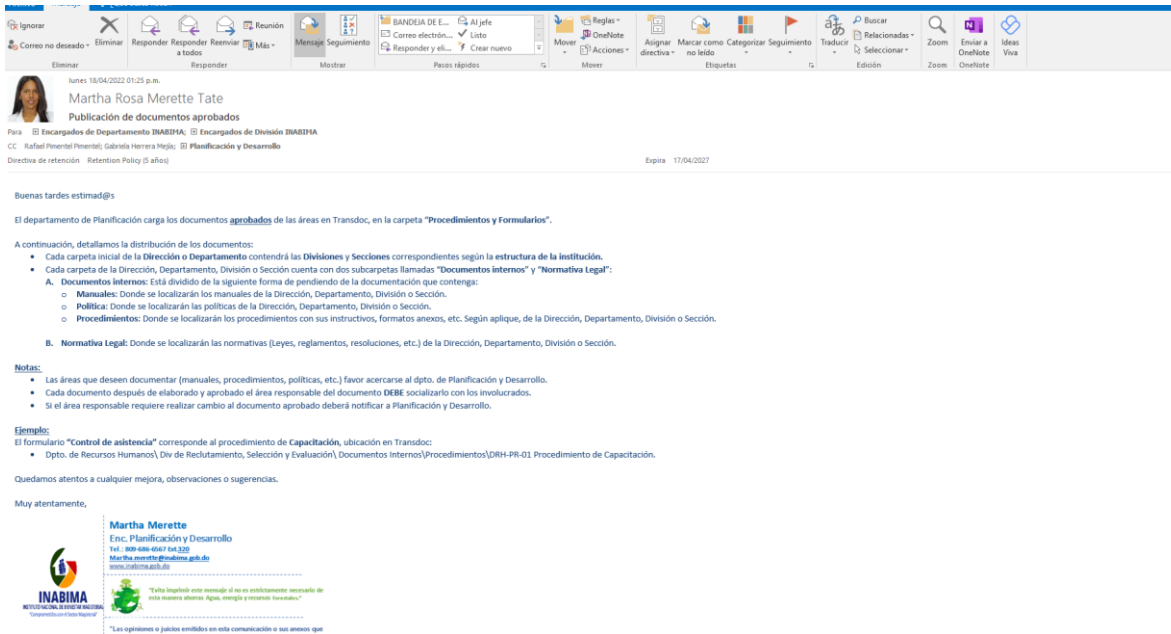 Ignorar
Correo no deseado
Eliminar
Responder
Responder a todos
Reenviar
Reunión
Más
Mensaje
Seguimiento
BANDEJA DE E...
Correo electrón...
Responder y eli...
Al jefe
Listo
Crear nuevo
Mover
Reglas
OneNote
Acciones
Asignar directiva
Marcar como no leído
Categorizar
Seguimiento
Traducir
Buscar
Relacionadas
Seleccionar
Zoom
Enviar a OneNote
Ideas Viva
Eliminar
Responder
Mostrar
Pasos rápidos
Mover
Etiquetas
Edición
Zoom
OneNote
lunes 18/04/2022 01:25 p.m.
Martha Rosa Merette Tate
Publicación de documentos aprobados
Para Encargados de Departamento INABIMA; Encargados de División INABIMA
CC Rafael Pimentel Pimentel; Gabriela Herrera Mejía; Planificación y Desarrollo
Directiva de retención Retention Policy (5 años) Expira 17/04/2027
Buenas tardes estimad@s
El departamento de Planificación carga los documentos aprobados de las áreas en Transdoc, en la carpeta “Procedimientos y Formularios”.
A continuación, detallamos la distribución de los documentos:
• Cada carpeta inicial de la Dirección o Departamento contendrá las Divisiones y Secciones correspondientes según la estructura de la institución.
• Cada carpeta de la Dirección, Departamento, División o Sección cuenta con dos subcarpetas llamadas “Documentos internos” y “Normativa Legal”:
A. Documentos internos: Está dividido de la siguiente forma de pendiendo de la documentación que contenga:
o Manuales: Donde se localizarán los manuales de la Dirección, Departamento, División o Sección.
o Política: Donde se localizarán las políticas de la Dirección, Departamento, División o Sección.
o Procedimientos: Donde se localizarán los procedimientos con sus instructivos, formatos anexos, etc. Según aplique, de la Dirección, Departamento, División o Sección.
B. Normativa Legal: Donde se localizarán las normativas (Leyes, reglamentos, resoluciones, etc.) de la Dirección, Departamento, División o Sección.
Notas:
• Las áreas que deseen documentar (manuales, procedimientos, políticas, etc.) favor acercarse al dpto. de Planificación y Desarrollo.
• Cada documento después de elaborado y aprobado el área responsable del documento DEBE socializarlo con los involucrados.
• Si el área responsable requiere realizar cambio al documento aprobado deberá notificar a Planificación y Desarrollo.
Ejemplo:
El formulario “Control de asistencia” corresponde al procedimiento de Capacitación, ubicación en Transdoc:
• Dpto. de Recursos Humanos\ Div de Reclutamiento, Selección y Evaluación\ Documentos Internos\Procedimientos\DRH-PR-01 Procedimiento de Capacitación.
Quedamos atentos a cualquier mejora, observaciones o sugerencias.
Muy atentamente,
Martha Merette
Enc. Planificación y Desarrollo
Tel.: 809-686-6567 Ext.320
Martha.merette@inabima.gob.do
www.inabima.gob.do
INABIMA
INSTITUTO NACIONAL DE BIENESTAR MAGISTERIAL
"Comprometidos con el Sector Magisterial"
"Evita imprimir este mensaje si no es estrictamente necesario de
esta manera ahorras Agua, energía y recursos forestales."
"Las opiniones o juicios emitidos en esta comunicación o sus anexos que